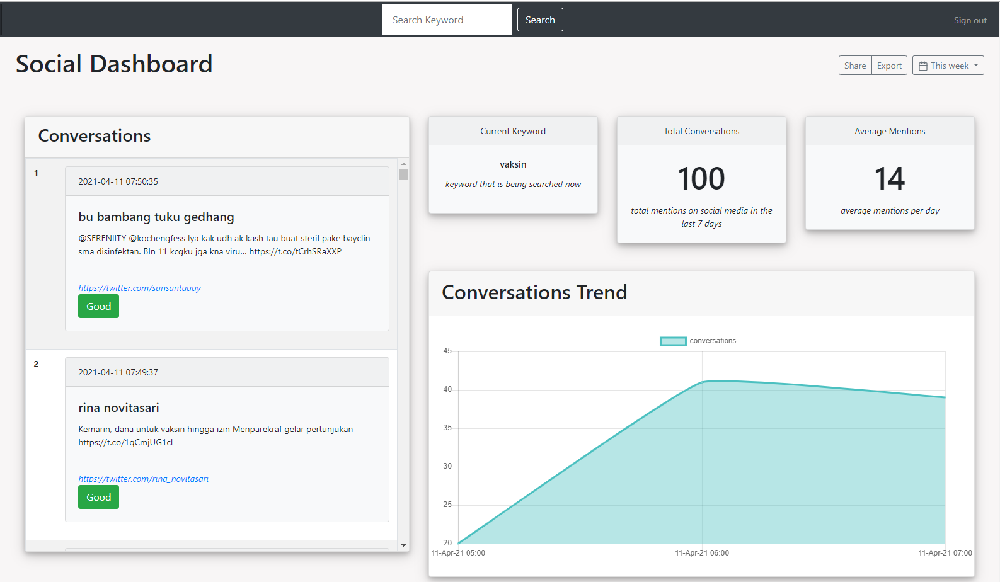 Search Keyword
Search
Sign out
Social Dashboard
Share
Export
This week
Conversations
1
2021-04-11 07:50:35
bu bambang tuku gedhang
@SERENIITY @kochengfess Iya kak udh ak kash tau buat steril pake bayclin
sma disinfektan. Bln 11 kcgku jga kna viru... https://t.co/tCrhSRaXXP
https://twitter.com/sunsantuuuy
Good
2
2021-04-11 07:49:37
rina novitasari
Kemarin, dana untuk vaksin hingga izin Menparekraf gelar pertunjukan
https://t.co/1qCmjUG1cl
https://twitter.com/rina_novitasari
Good
Current Keyword
vaksin
keyword that is being searched now
Total Conversations
100
total mentions on social media in the
last 7 days
Average Mentions
14
average mentions per day
Conversations Trend
conversations
45
40
35
30
25
20
11-Apr-21 05:00
11-Apr-21 06:00
11-Apr-21 07:00